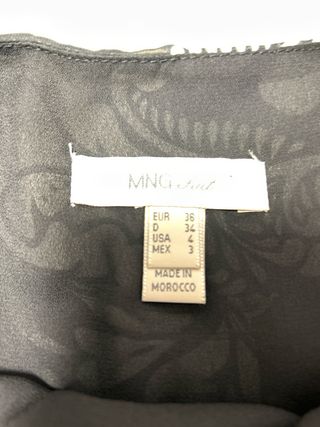 MNG Suit
EUR 36
D 34
USA 4
MEX 3
MADE IN
MOROCCO